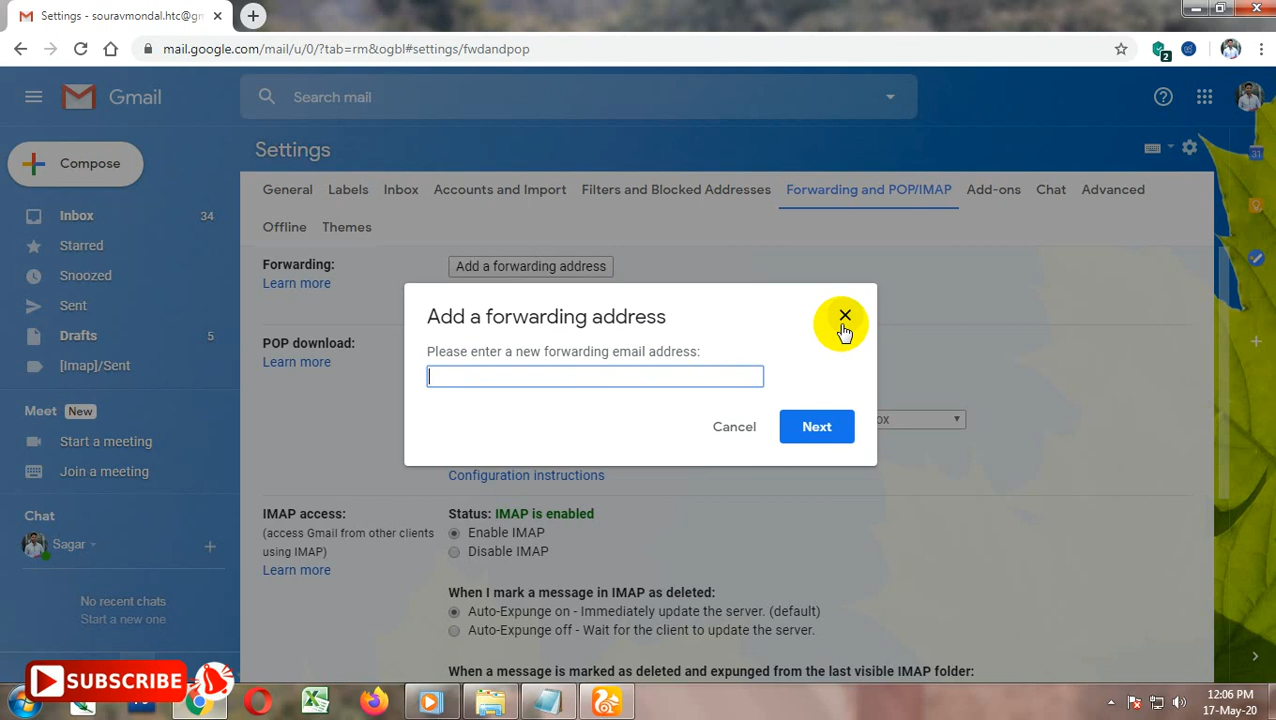 Settings - souravmondal.htc@gm
mail.google.com/mail/u/0/?tab=rm&ogbl#settings/fwdandpop
2
Gmail
Search mail
Compose
Settings
General
Labels
Inbox
Accounts and Import
Filters and Blocked Addresses
Forwarding and POP/IMAP
Add-ons
Chat
Advanced
Offline
Themes
31
Inbox
34
Starred
Snoozed
Sent
Drafts
5
[Imap]/Sent
Meet
New
Start a meeting
Join a meeting
Chat
Sagar
No recent chats
Start a new one
Forwarding:
Learn more
Add a forwarding address
POP download:
Learn more
Add a forwarding address
Please enter a new forwarding email address:
Cancel
Next
ox
Configuration instructions
IMAP access:
(access Gmail from other clients
using IMAP)
Learn more
Status: IMAP is enabled
Enable IMAP
Disable IMAP
When I mark a message in IMAP as deleted:
Auto-Expunge on - Immediately update the server. (default)
Auto-Expunge off - Wait for the client to update the server.
When a message is marked as deleted and expunged from the last visible IMAP folder:
SUBSCRIBE
12:06 PM
17-May-20